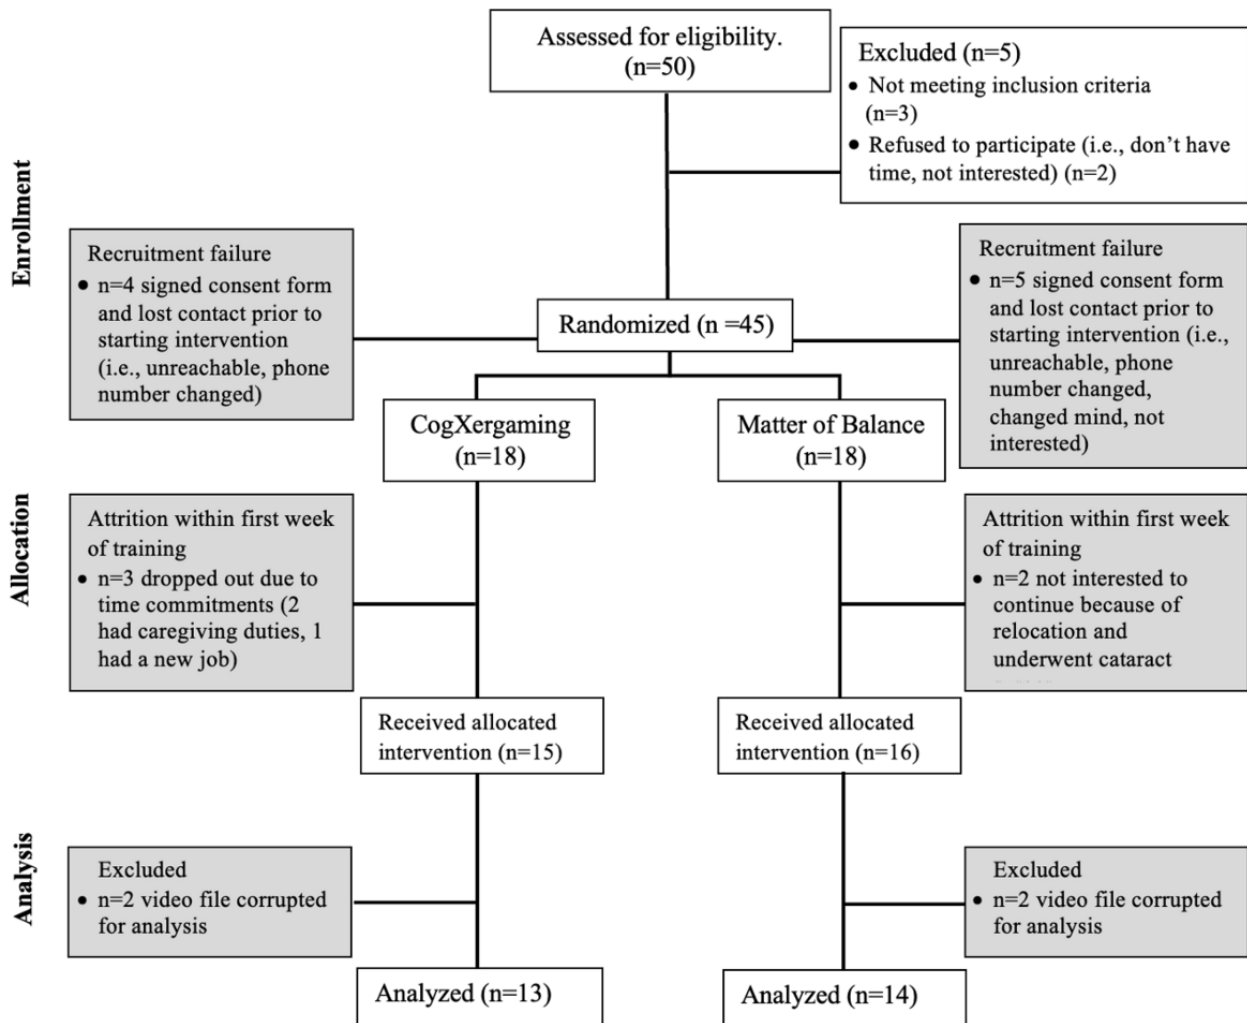 Assessed for eligibility.
(n=50)
Excluded (n=5)
• Not meeting inclusion criteria
(n=3)
• Refused to participate (i.e., don’t have
time, not interested) (n=2)
Enrollment
Recruitment failure
• n=4 signed consent form
and lost contact prior to
starting intervention
(i.e., unreachable, phone
number changed)
Recruitment failure
• n=5 signed consent form
and lost contact prior to
starting intervention (i.e.,
unreachable, phone
number changed,
changed mind, not
interested)
Randomized (n =45)
CogXergaming
(n=18)
Matter of Balance
(n=18)
Allocation
Attrition within first week
of training
• n=3 dropped out due to
time commitments (2
had caregiving duties, 1
had a new job)
Attrition within first week
of training
• n=2 not interested to
continue because of
relocation and
underwent cataract
Received allocated
intervention (n=15)
Received allocated
intervention (n=16)
Analysis
Excluded
• n=2 video file corrupted
for analysis
Excluded
• n=2 video file corrupted
for analysis
Analyzed (n=13)
Analyzed (n=14)